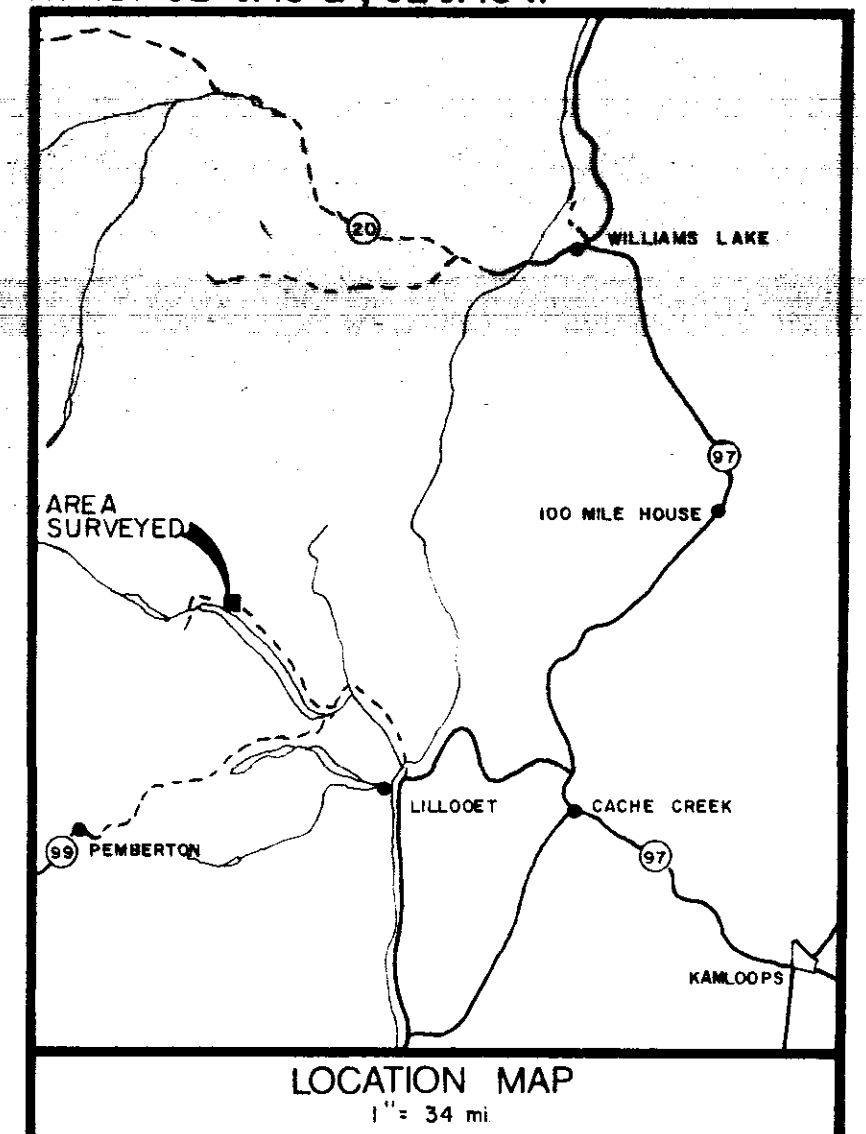 20
WILLIAMS LAKE
97
100 MILE HOUSE
AREA
SURVEYED
LILLOOET
CACHE CREEK
99 PEMBERTON
97
KAMLOOPS
LOCATION MAP
1"= 34 mi